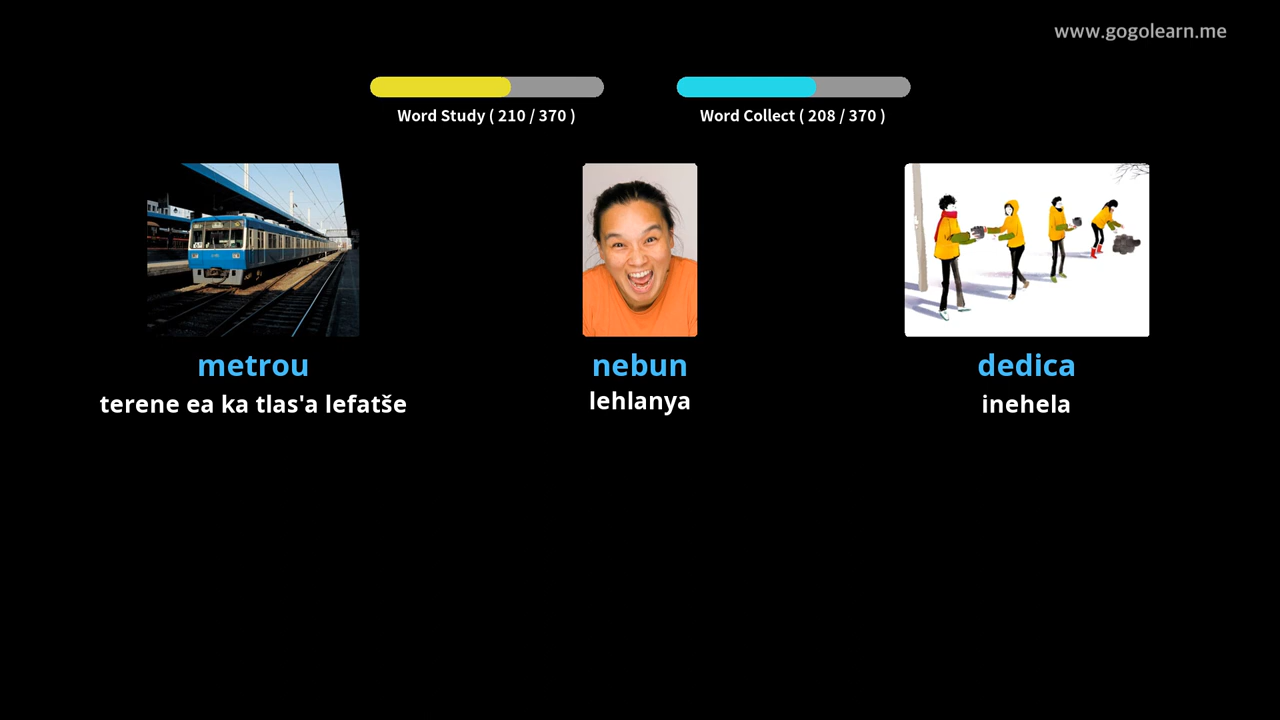 www.gogolearn.me
Word Study ( 210 / 370 )
Word Collect ( 208 / 370 )
metrou
nebun
dedica
terene ea ka tlas'a lefatše
lehlanya
inehela